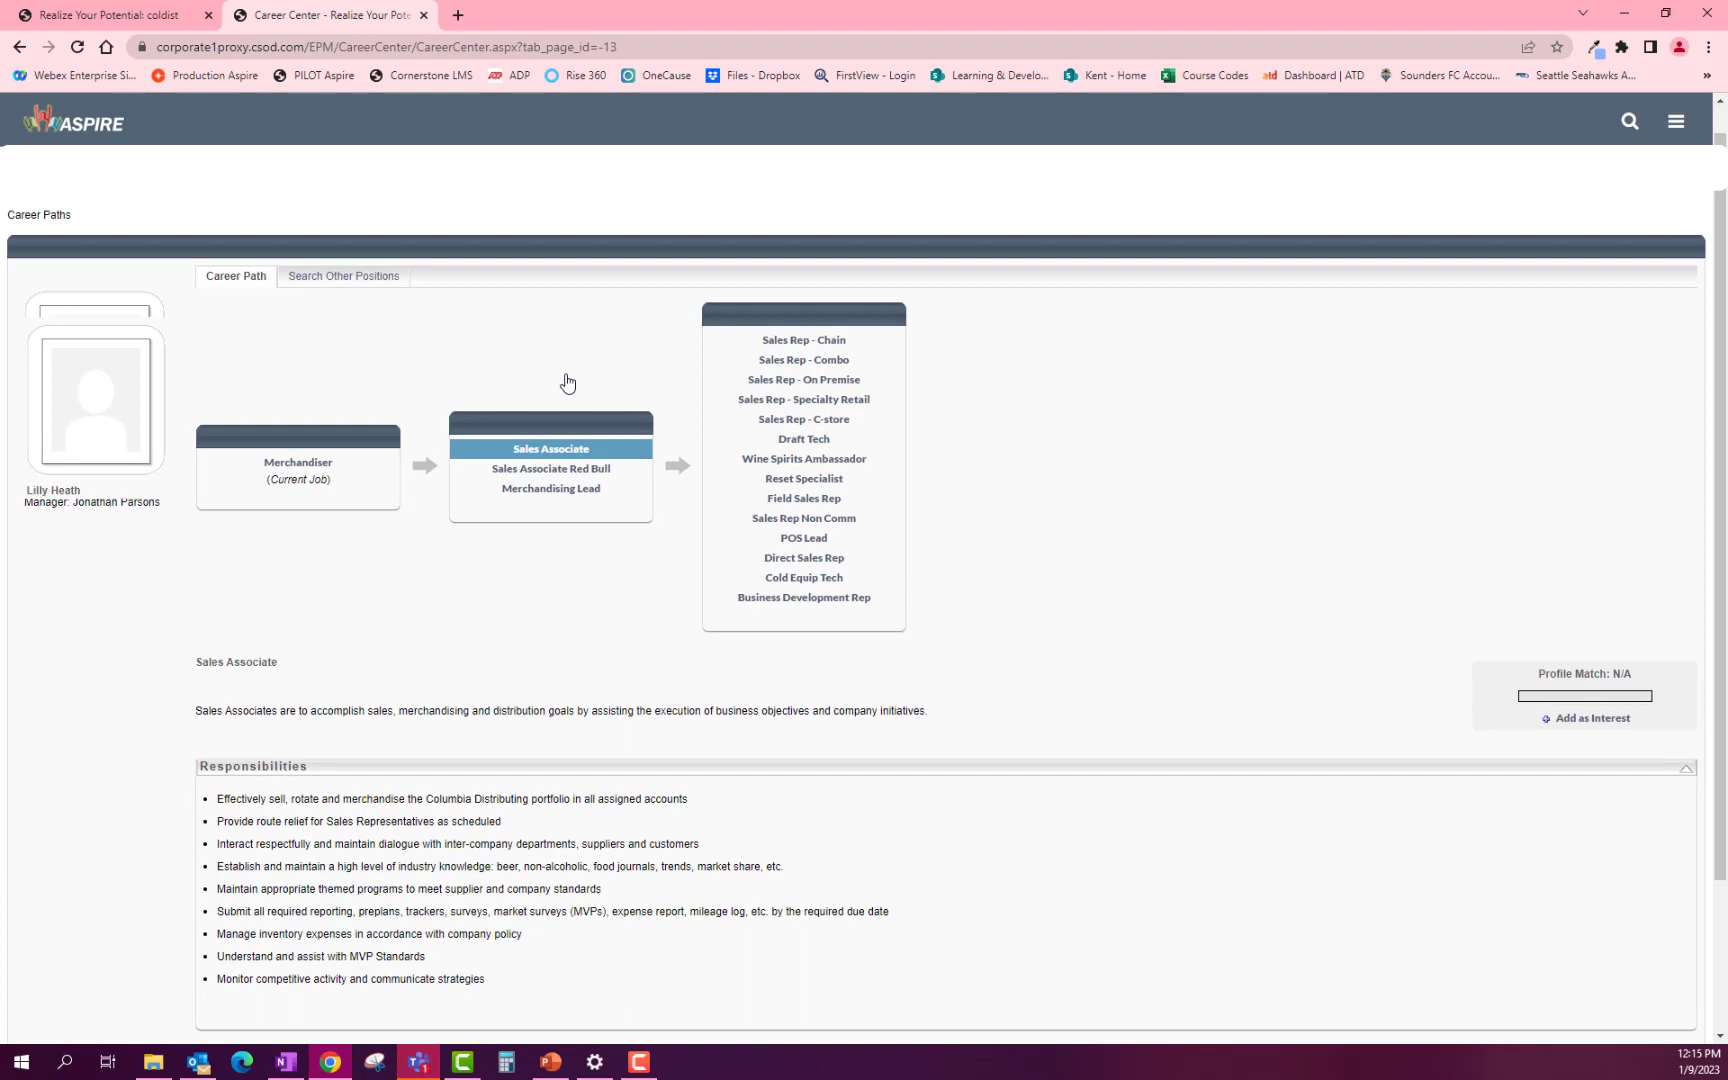 Realize Your Potential: coldist
Career Center - Realize Your Pote
corporate1proxy.csod.com/EPM/CareerCenter/CareerCenter.aspx?tab_page_id=-13
Webex Enterprise Si...
Production Aspire
PILOT Aspire
Cornerstone LMS
ADP
Rise 360
OneCause
Files - Dropbox
FirstView - Login
Learning & Develo...
Kent - Home
Course Codes
atd Dashboard | ATD
Sounders FC Accou...
Seattle Seahawks A...
ASPIRE
Career Paths
Career Path
Search Other Positions
Lilly Heath
Manager: Jonathan Parsons
Merchandiser
(Current Job)
Sales Associate
Sales Associate Red Bull
Merchandising Lead
Sales Rep - Chain
Sales Rep - Combo
Sales Rep - On Premise
Sales Rep - Specialty Retail
Sales Rep - C-store
Draft Tech
Wine Spirits Ambassador
Reset Specialist
Field Sales Rep
Sales Rep Non Comm
POS Lead
Direct Sales Rep
Cold Equip Tech
Business Development Rep
Sales Associate
Profile Match: N/A
Add as Interest
Sales Associates are to accomplish sales, merchandising and distribution goals by assisting the execution of business objectives and company initiatives.
Responsibilities
• Effectively sell, rotate and merchandise the Columbia Distributing portfolio in all assigned accounts
• Provide route relief for Sales Representatives as scheduled
• Interact respectfully and maintain dialogue with inter-company departments, suppliers and customers
• Establish and maintain a high level of industry knowledge: beer, non-alcoholic, food journals, trends, market share, etc.
• Maintain appropriate themed programs to meet supplier and company standards
• Submit all required reporting, preplans, trackers, surveys, market surveys (MVPs), expense report, mileage log, etc. by the required due date
• Manage inventory expenses in accordance with company policy
• Understand and assist with MVP Standards
• Monitor competitive activity and communicate strategies
12:15 PM
1/9/2023